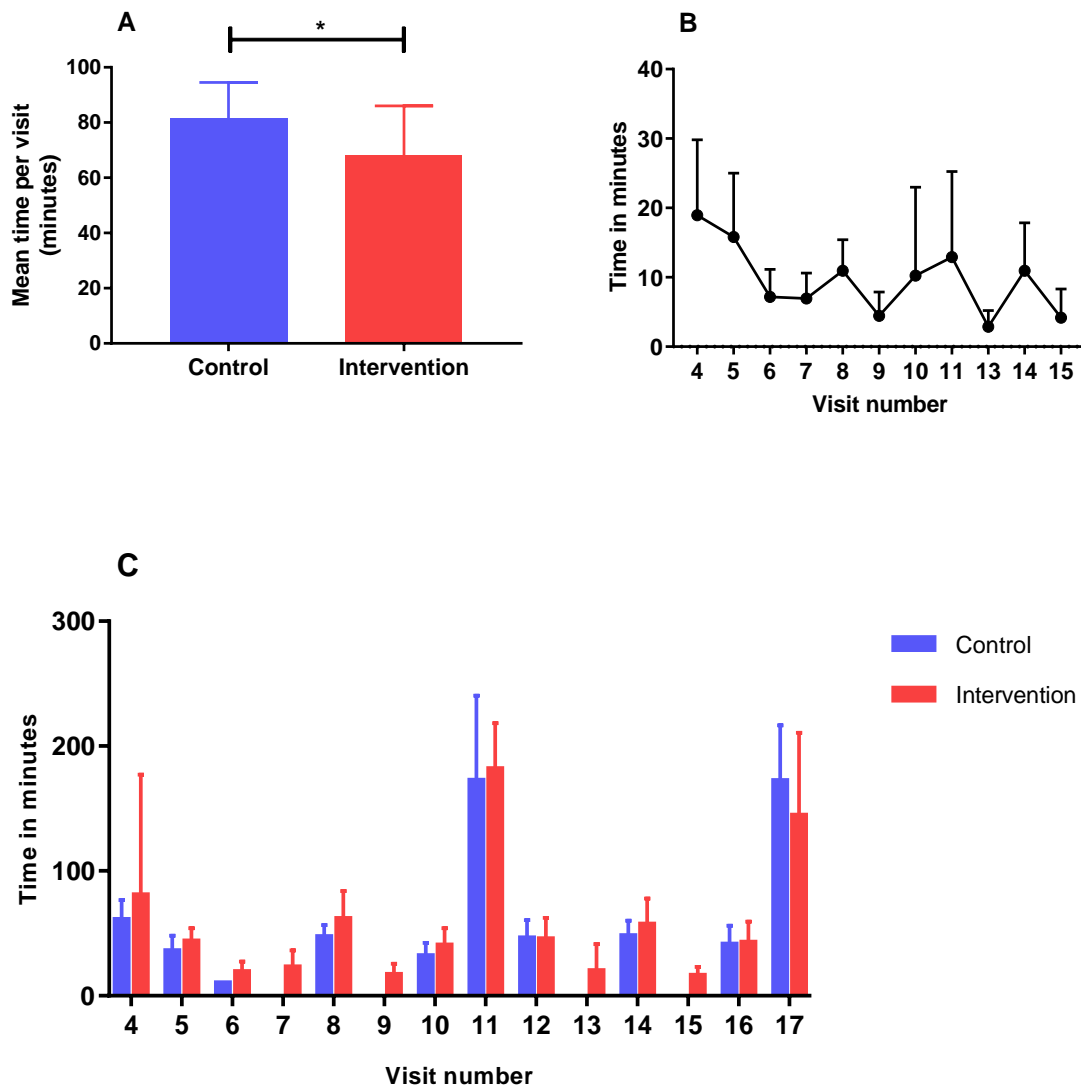 A
*
Mean time per visit
(minutes)
100
80
60
40
20
0
Control Intervention
B
Time in minutes
40
30
20
10
0
4 5 6 7 8 9 10 11 13 14 15
Visit number
C
Time in minutes
300
200
100
0
4 5 6 7 8 9 10 11 12 13 14 15 16 17
Visit number
Control
Intervention